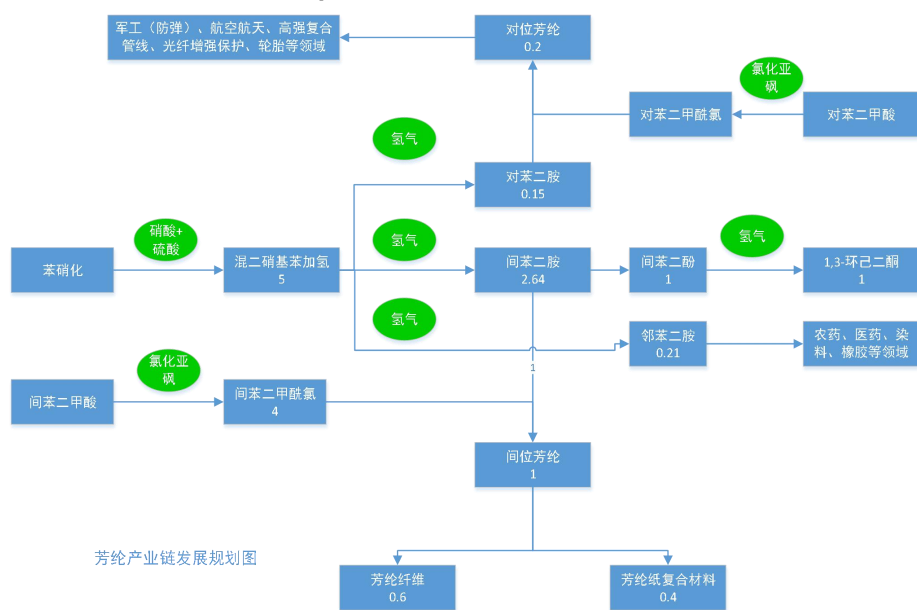 军工（防弹）、航空航天、高强复合
管线、光纤增强保护、轮胎等领域
对位芳纶
0.2
氯化亚
砜
对苯二甲酰氯
对苯二甲酸
氢气
对苯二胺
0.15
硝酸+
硫酸
氢气
氢气
苯硝化
混二硝基苯加氢
5
间苯二胺
2.64
间苯二酚
1
1,3-环己二酮
1
氢气
邻苯二胺
0.21
农药、医药、染
料、橡胶等领域
1
氯化亚
砜
间苯二甲酸
间苯二甲酰氯
4
间位芳纶
1
芳纶产业链发展规划图
芳纶纤维
0.6
芳纶纸复合材料
0.4